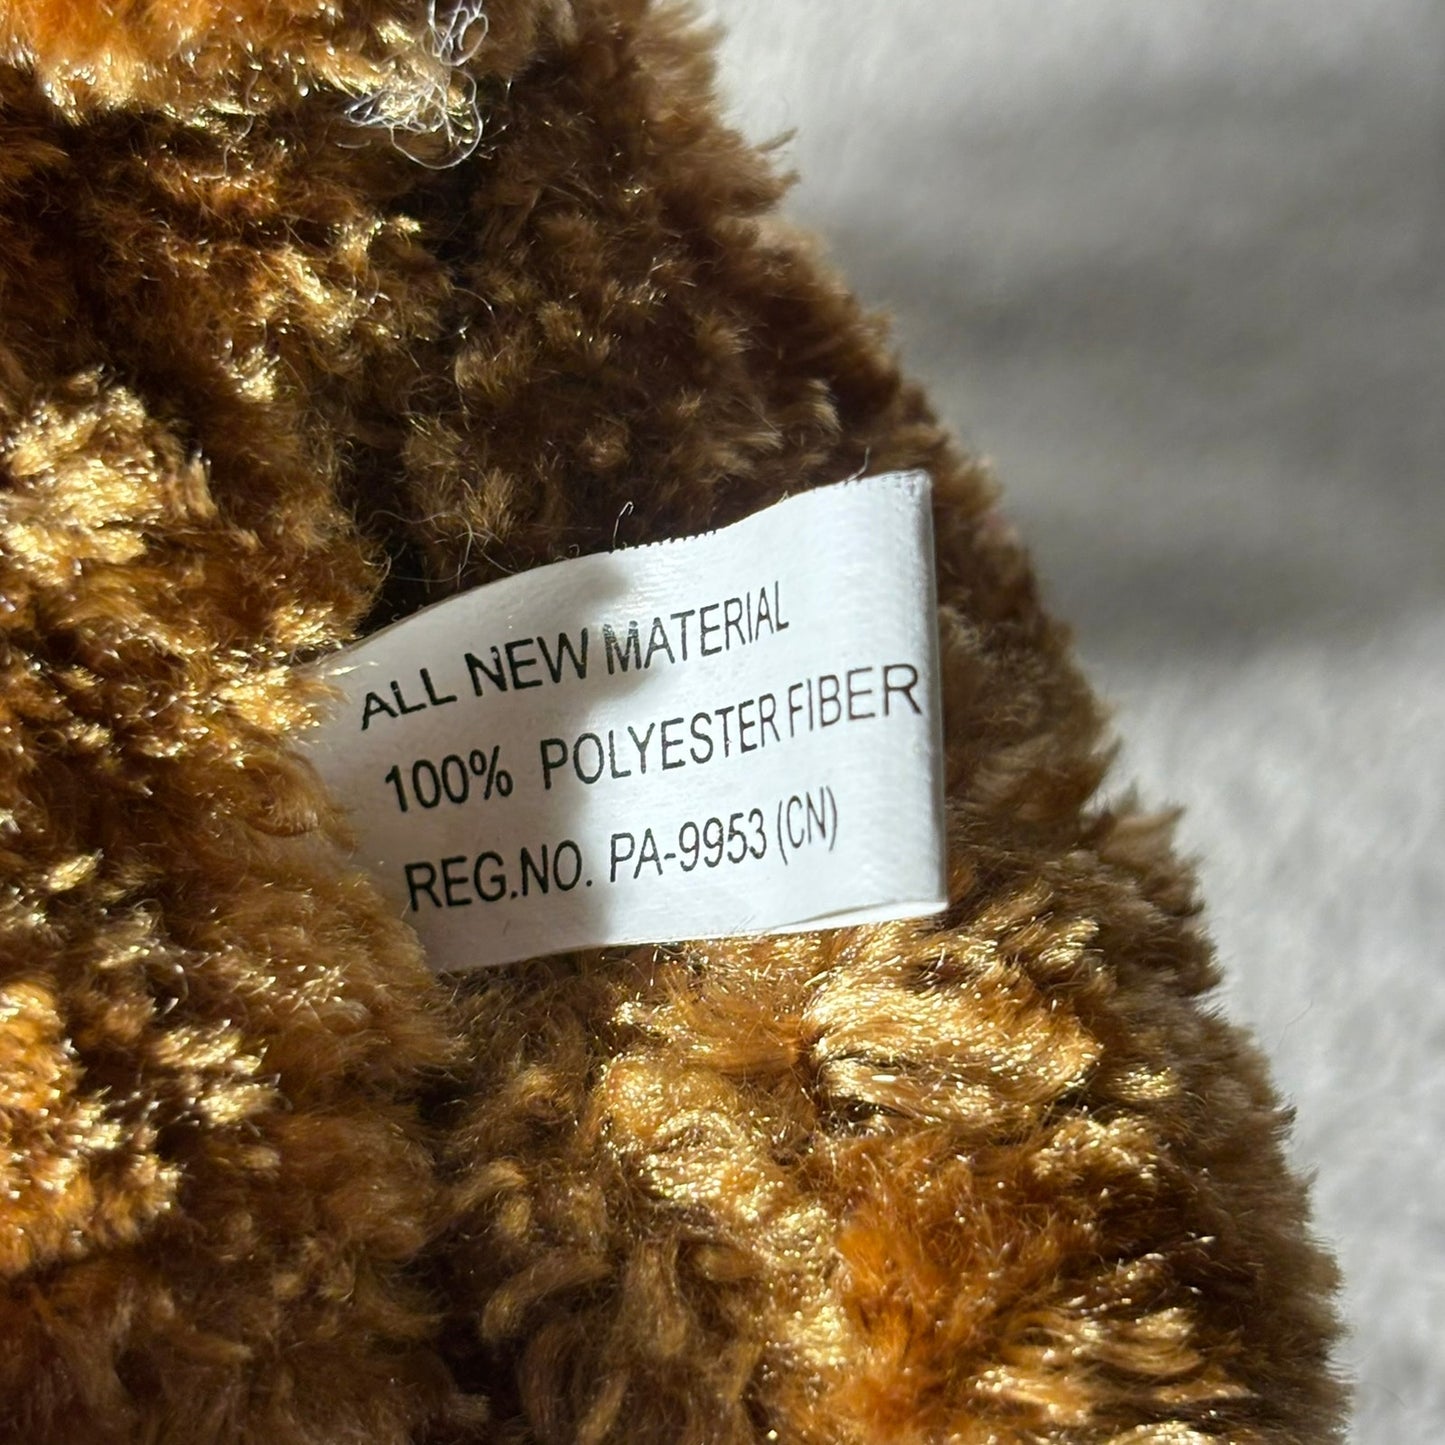 ALL NEW MATERIAL
100% POLYESTER FIBER
REG.NO. PA-9953 (CN)